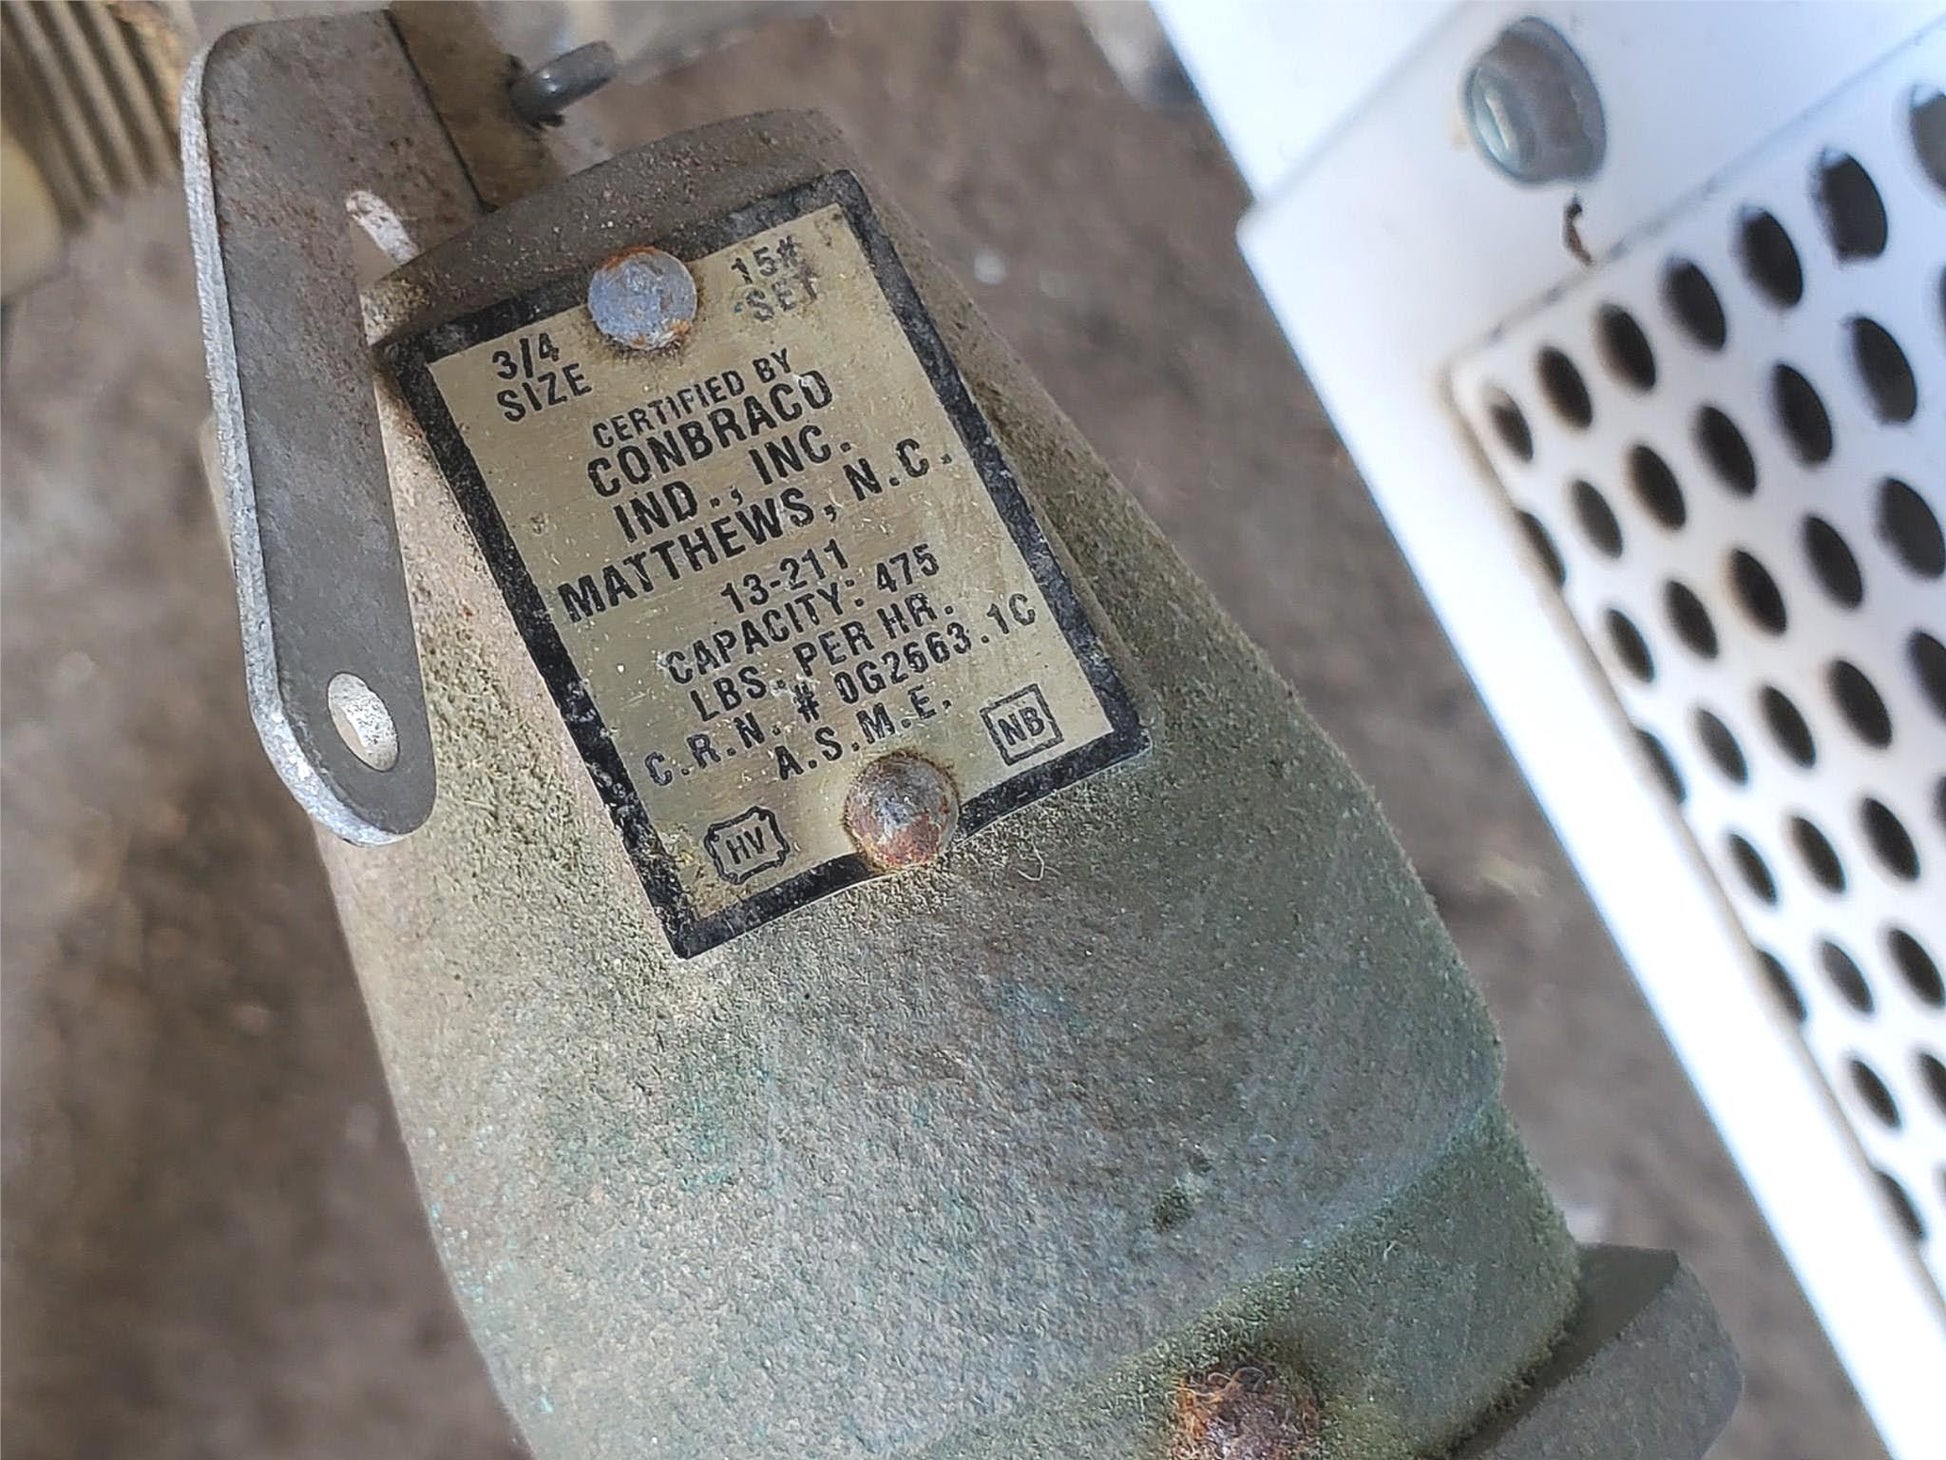 3/4
SIZE
15#
SET
CERTIFIED BY
CONBRACO
IND., INC.
MATTHEWS, N.C.
13-211
CAPACITY: 475
LBS. PER HR.
C.R.N. # 0G2663.1C
A.S.M.E.
HV
NB